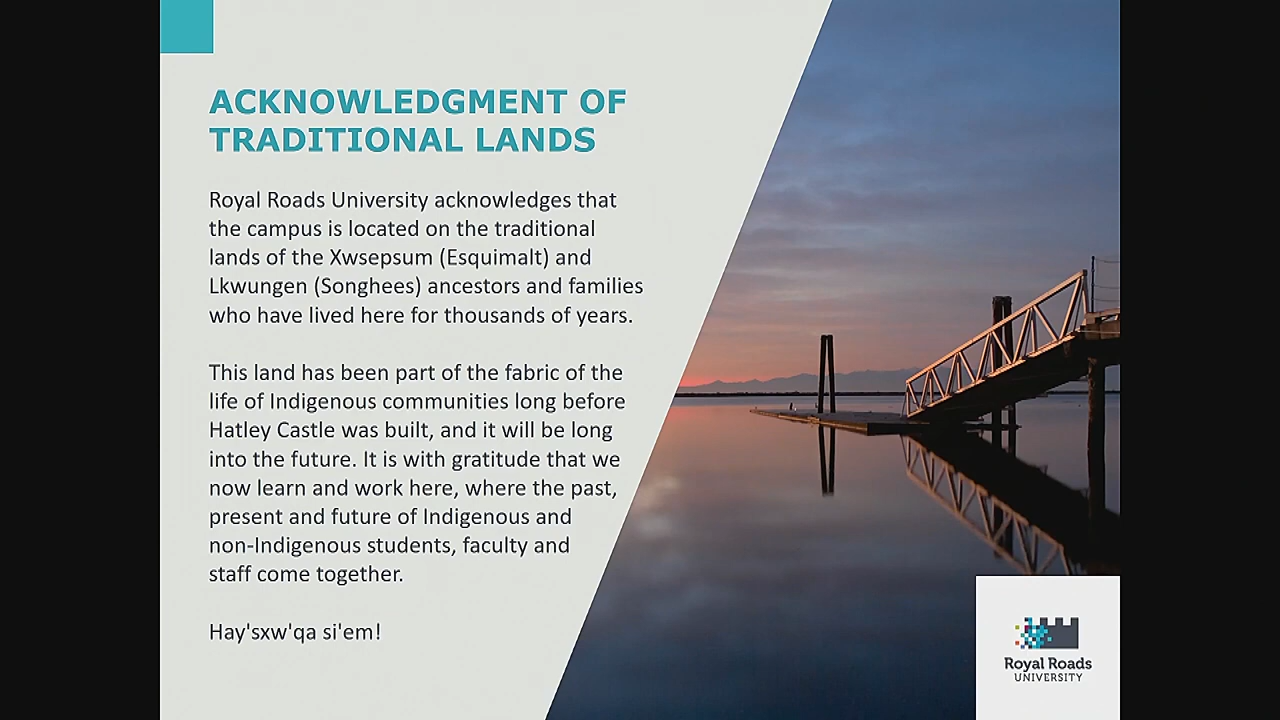 ACKNOWLEDGMENT OF
TRADITIONAL LANDS
Royal Roads University acknowledges that
the campus is located on the traditional
lands of the Xwsepsum (Esquimalt) and
Lkwungen (Songhees) ancestors and families
who have lived here for thousands of years.
This land has been part of the fabric of the
life of Indigenous communities long before
Hatley Castle was built, and it will be long
into the future. It is with gratitude that we
now learn and work here, where the past,
present and future of Indigenous and
non-Indigenous students, faculty and
staff come together.
Hay'sxw'qa si'em!
Royal Roads
UNIVERSITY